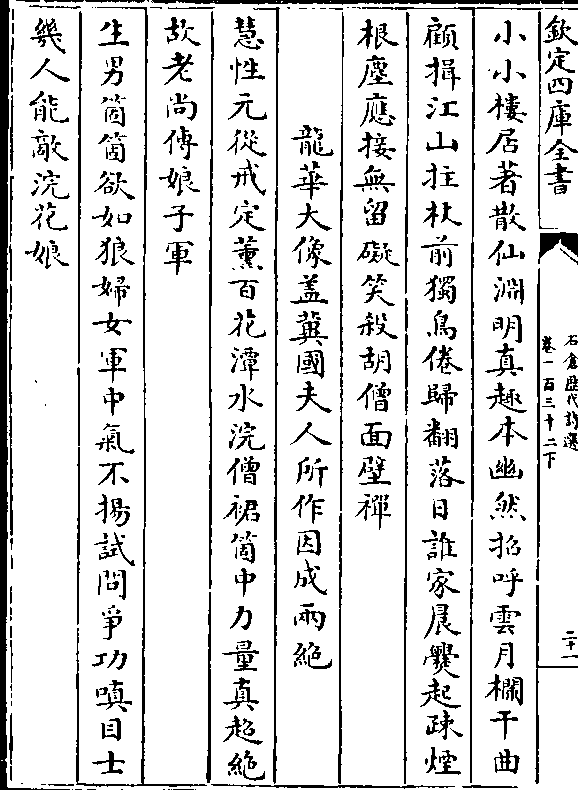 欽定四庫全書
石倉歷代詩選
卷一百三十二下
二十一
小小樓居著散仙淵明真趣本幽然招呼雲月欄干曲
顧揖江山拄杖前獨鳥倦歸翻落日誰家晨爨起疎煙
根塵應接無留礙笑殺胡僧面壁禪
龍華大像盖冀國夫人所作因成兩絶
慧性元從戒定薰百花潭水浣僧裙箇中力量真超絶
故老尚傳娘子軍
生男箇箇欲如狼婦女軍中氣不揚試問爭功嗔目士
幾人能敵浣花娘